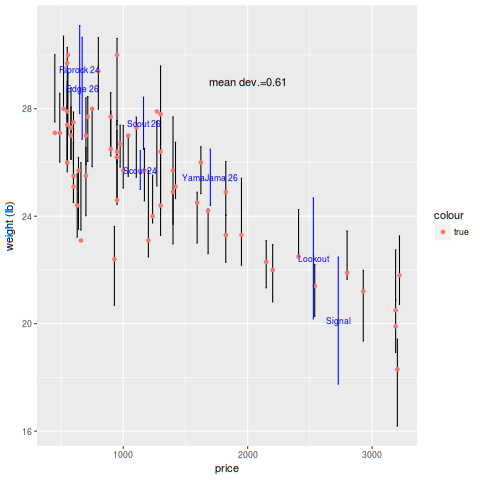 mean dev.=0.61
Riprock 24
Edge 26
Scout 26
Scout 24
YamaJama 26
Lookout
Signal
28
24
20
16
weight (lb)
1000
2000
3000
price
colour
true